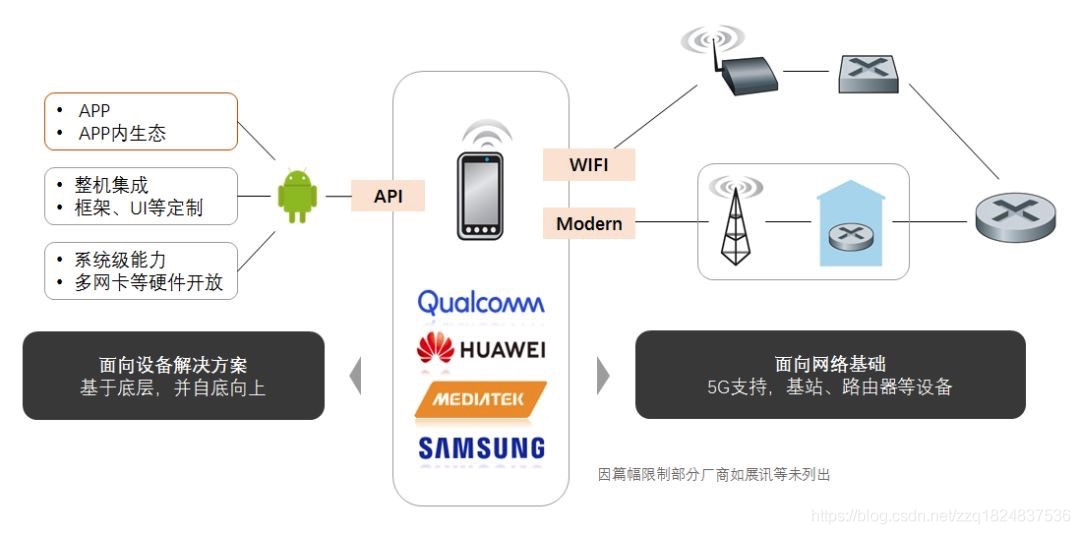 APP
APP内生态
整机集成
框架、UI等定制
系统级能力
多网卡等硬件开放
API
WIFI
Modern
Qualcomm
HUAWEI
MEDIATEK
SAMSUNG
面向设备解决方案
基于底层，并自底向上
面向网络基础
5G支持，基站、路由器等设备
因篇幅限制部分厂商如展讯等未列出
https://blog.csdn.net/zzq1824837536